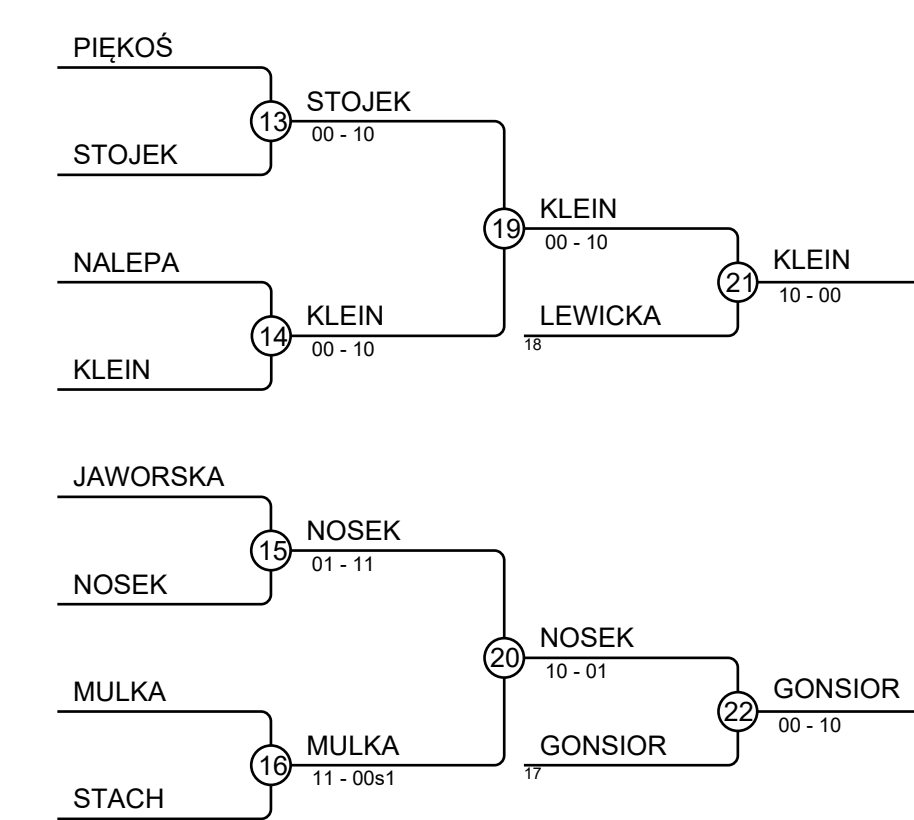 PIĘKOŚ
13
STOJEK
00 - 10
STOJEK
19
KLEIN
00 - 10
NALEPA
21
KLEIN
10 - 00
14
KLEIN
00 - 10
LEWICKA
18
KLEIN
JAWORSKA
15
NOSEK
01 - 11
NOSEK
20
NOSEK
10 - 01
MULKA
22
GONSIOR
00 - 10
16
MULKA
11 - 00s1
GONSIOR
17
STACH